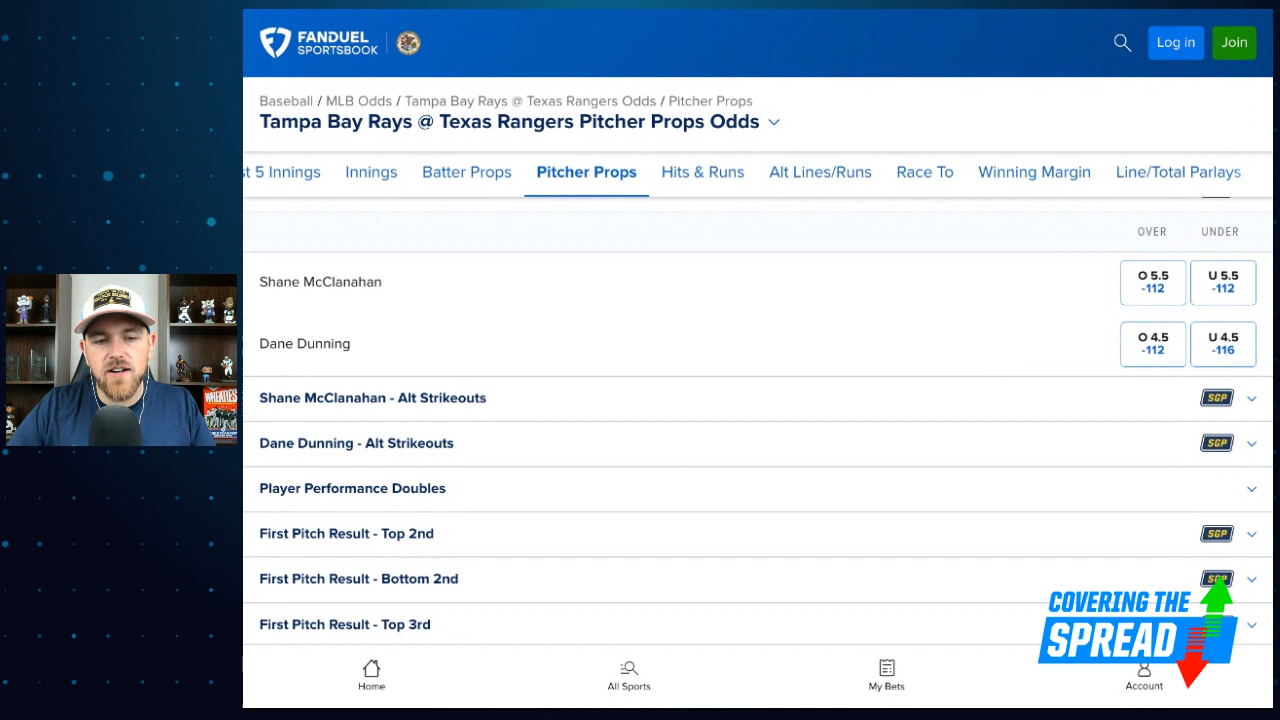 FANDUEL
SPORTSBOOK
Log in
Join
Baseball / MLB Odds / Tampa Bay Rays @ Texas Rangers Odds / Pitcher Props
Tampa Bay Rays @ Texas Rangers Pitcher Props Odds
st 5 Innings
Innings
Batter Props
Pitcher Props
Hits & Runs
Alt Lines/Runs
Race To
Winning Margin
Line/Total Parlays
OVER
UNDER
Shane McClanahan
O 5.5
-112
U 5.5
-112
Dane Dunning
O 4.5
-112
U 4.5
-116
Shane McClanahan - Alt Strikeouts
SGP
Dane Dunning - Alt Strikeouts
SGP
Player Performance Doubles
First Pitch Result - Top 2nd
SGP
First Pitch Result - Bottom 2nd
SGP
First Pitch Result - Top 3rd
COVERING THE
SPREAD
Home
All Sports
My Bets
Account
WHEATIES